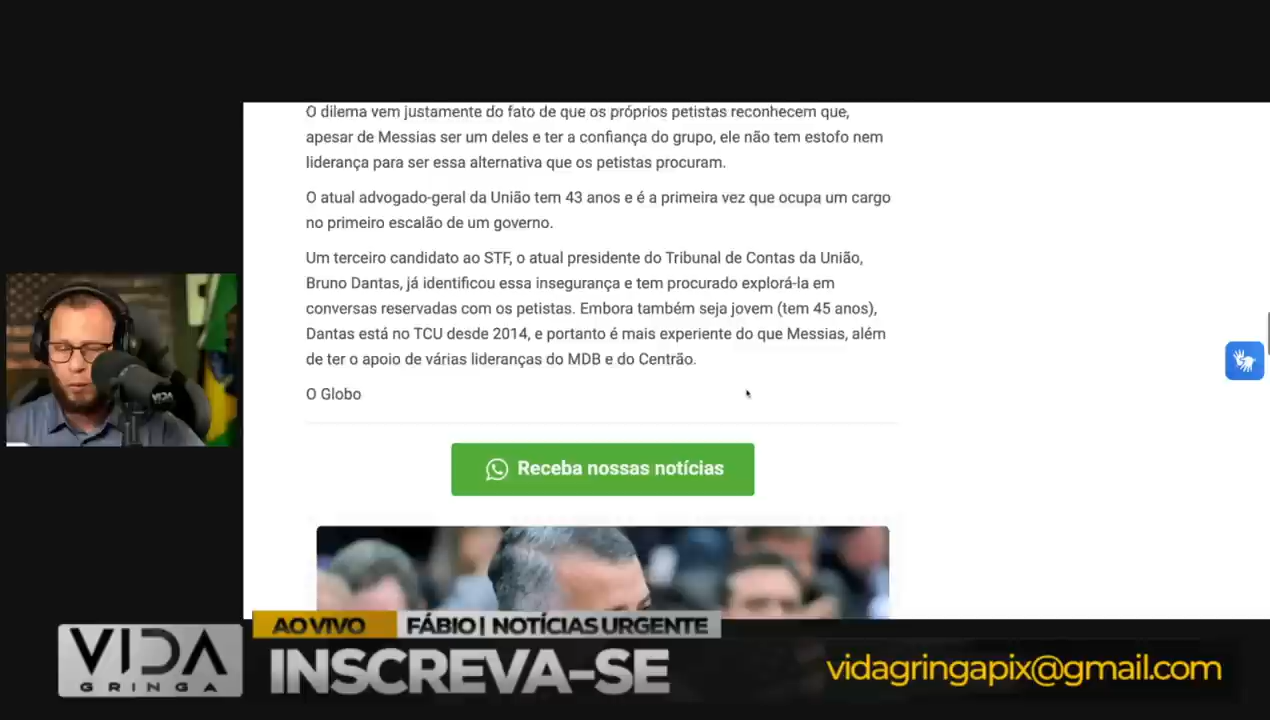 O dilema vem justamente do fato de que os próprios petistas reconhecem que,
apesar de Messias ser um deles e ter a confiança do grupo, ele não tem estofo nem
liderança para ser essa alternativa que os petistas procuram.
O atual advogado-geral da União tem 43 anos e é a primeira vez que ocupa um cargo
no primeiro escalão de um governo.
Um terceiro candidato ao STF, o atual presidente do Tribunal de Contas da União,
Bruno Dantas, já identificou essa insegurança e tem procurado explorá-la em
conversas reservadas com os petistas. Embora também seja jovem (tem 45 anos),
Dantas está no TCU desde 2014, e portanto é mais experiente do que Messias, além
de ter o apoio de várias lideranças do MDB e do Centrão.
O Globo
Receba nossas notícias
VIDA
AO VIVO
FÁBIO | NOTÍCIAS URGENTE
VIDA
GRINGA
INSCREVA-SE
vidagringapix@gmail.com